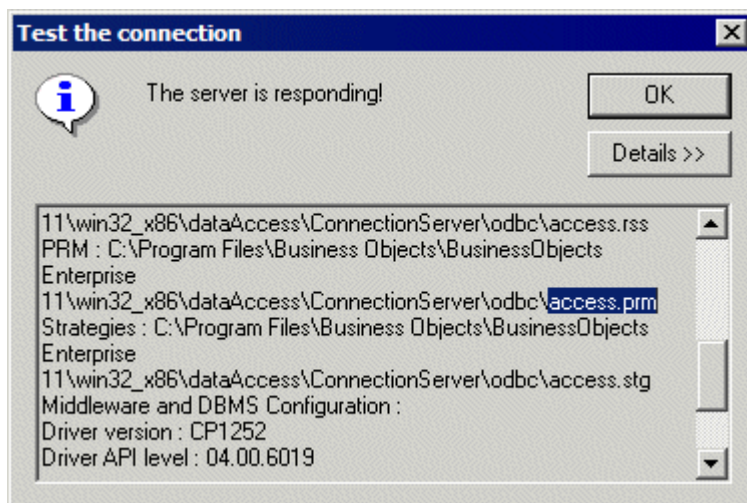 Test the connection
The server is responding!
OK
Details >>
11\win32_x86\dataAccess\ConnectionServer\odbc\access.rss
PRM : C:\Program Files\Business Objects\BusinessObjects
Enterprise
11\win32_x86\dataAccess\ConnectionServer\odbc\access.prm
Strategies : C:\Program Files\Business Objects\BusinessObjects
Enterprise
11\win32_x86\dataAccess\ConnectionServer\odbc\access.stg
Middleware and DBMS Configuration :
Driver version : CP1252
Driver API level : 04.00.6019